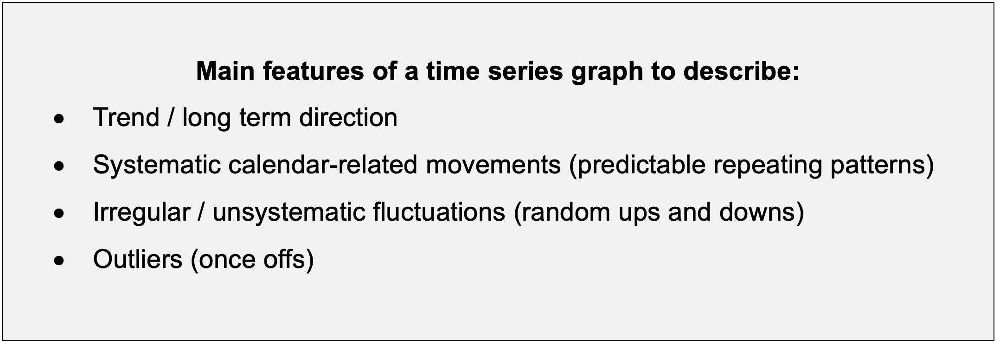 Main features of a time series graph to describe:
• Trend / long term direction
• Systematic calendar-related movements (predictable repeating patterns)
• Irregular / unsystematic fluctuations (random ups and downs)
• Outliers (once offs)